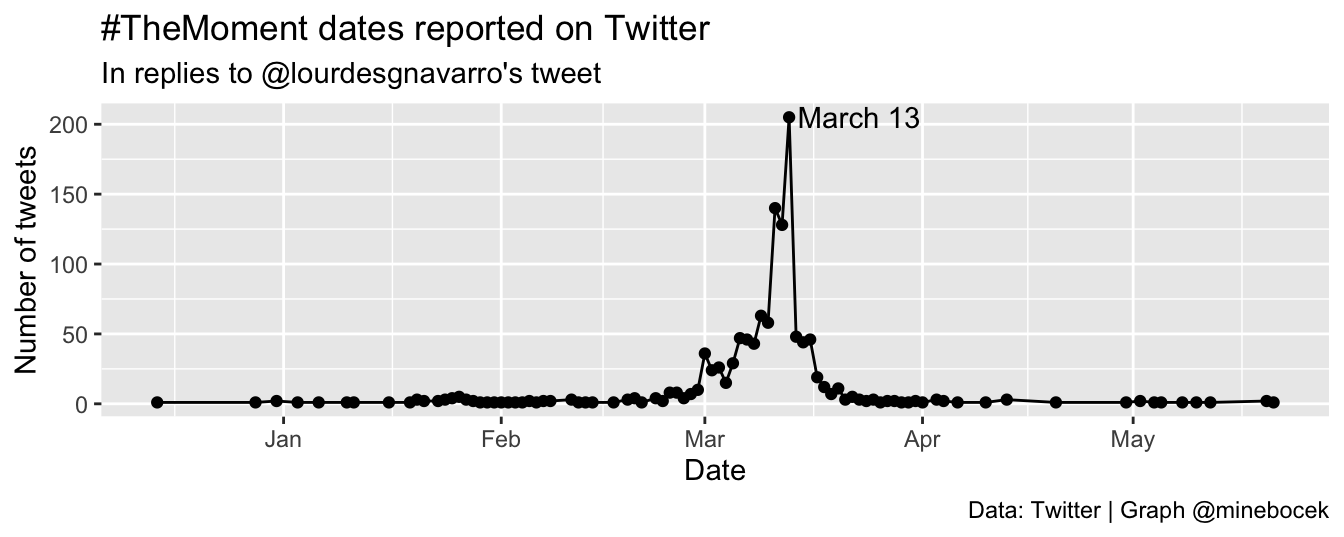 #TheMoment dates reported on Twitter
In replies to @lourdesgnavarro's tweet
March 13
200
150
100
50
0
Number of tweets
Jan Feb Mar Apr May
Date
Data: Twitter | Graph @minebocek